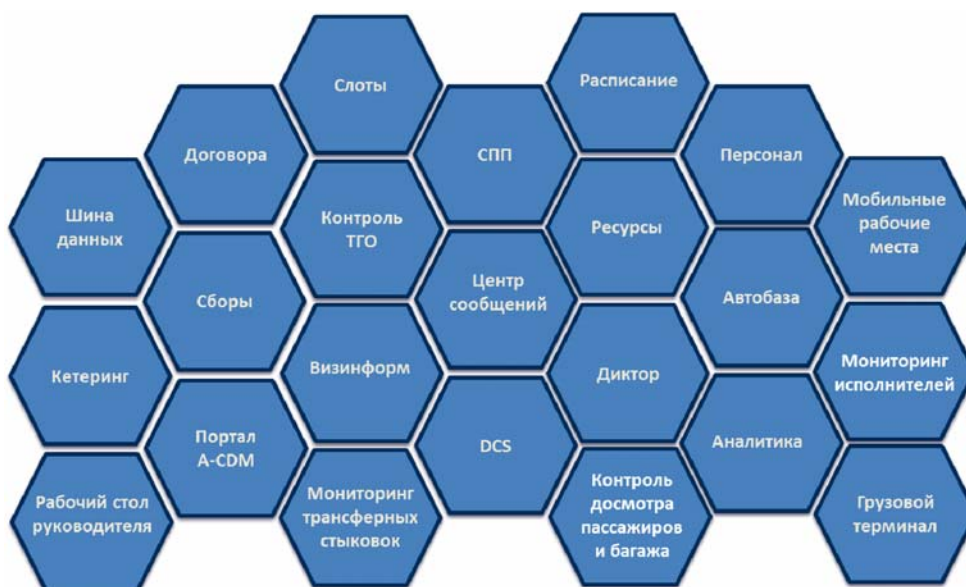 Слоты
Расписание
Договора
СПП
Персонал
Шина
данных
Контроль
ТГО
Ресурсы
Мобильные
рабочие
места
Сборы
Центр
сообщений
Автобаза
Кетеринг
Визинформ
Диктор
Мониторинг
исполнителей
Портал
A-CDM
DCS
Аналитика
Рабочий стол
руководителя
Мониторинг
трансферных
стыковок
Контроль
досмотра
пассажиров
и багажа
Грузовой
терминал